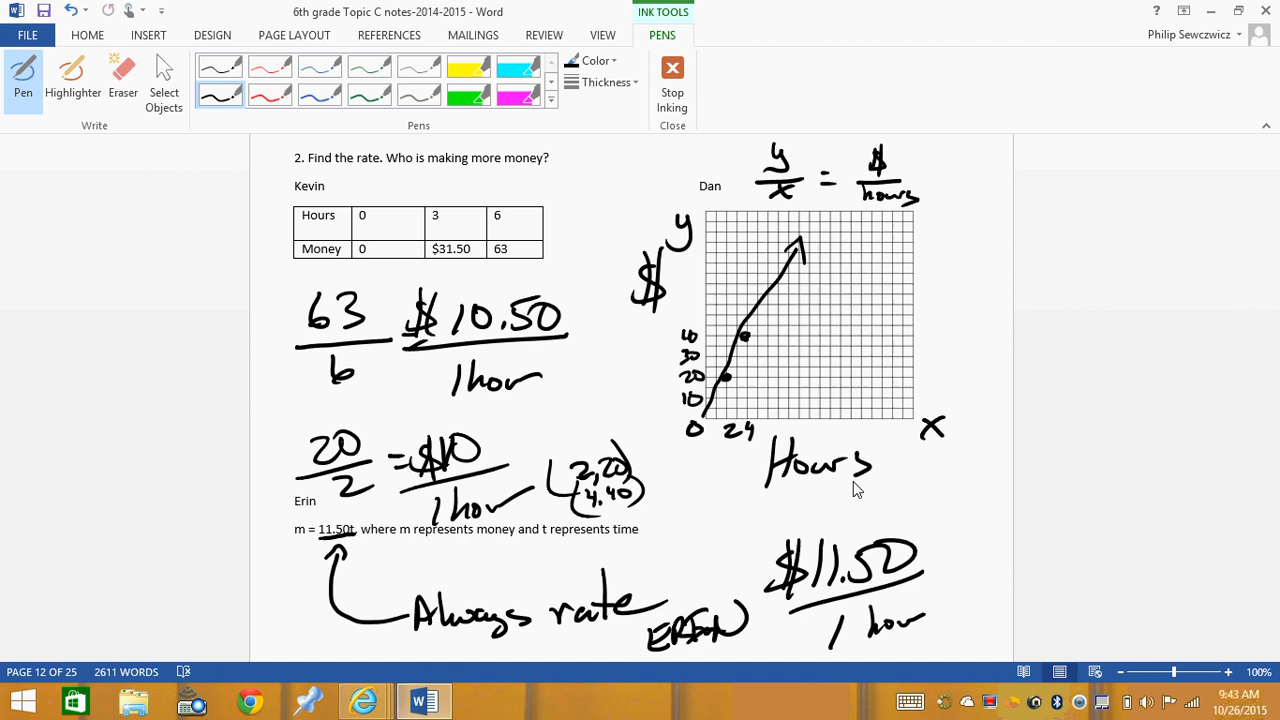 6th grade Topic C notes-2014-2015 - Word
INK TOOLS
FILE HOME INSERT DESIGN PAGE LAYOUT REFERENCES MAILINGS REVIEW VIEW PENS
Philip Sewczwicz
Pen
Highlighter
Eraser
Select Objects
Color
Thickness
Stop Inking
Write
Pens
Close
2. Find the rate. Who is making more money?
Kevin
Hours 0 3 6
Money 0 $31.50 63
63/6 $10.50/1 hour
Dan
y/x = $/hours
y
$
40
30
20
10
0 2 4
x
Hours
20/2 = $10/1 hour
(2,20)
(4,40)
Erin
m = 11.50t, where m represents money and t represents time
Always rate
$11.50/1 hour
PAGE 12 OF 25 2611 WORDS
100%
9:43 AM
10/26/2015